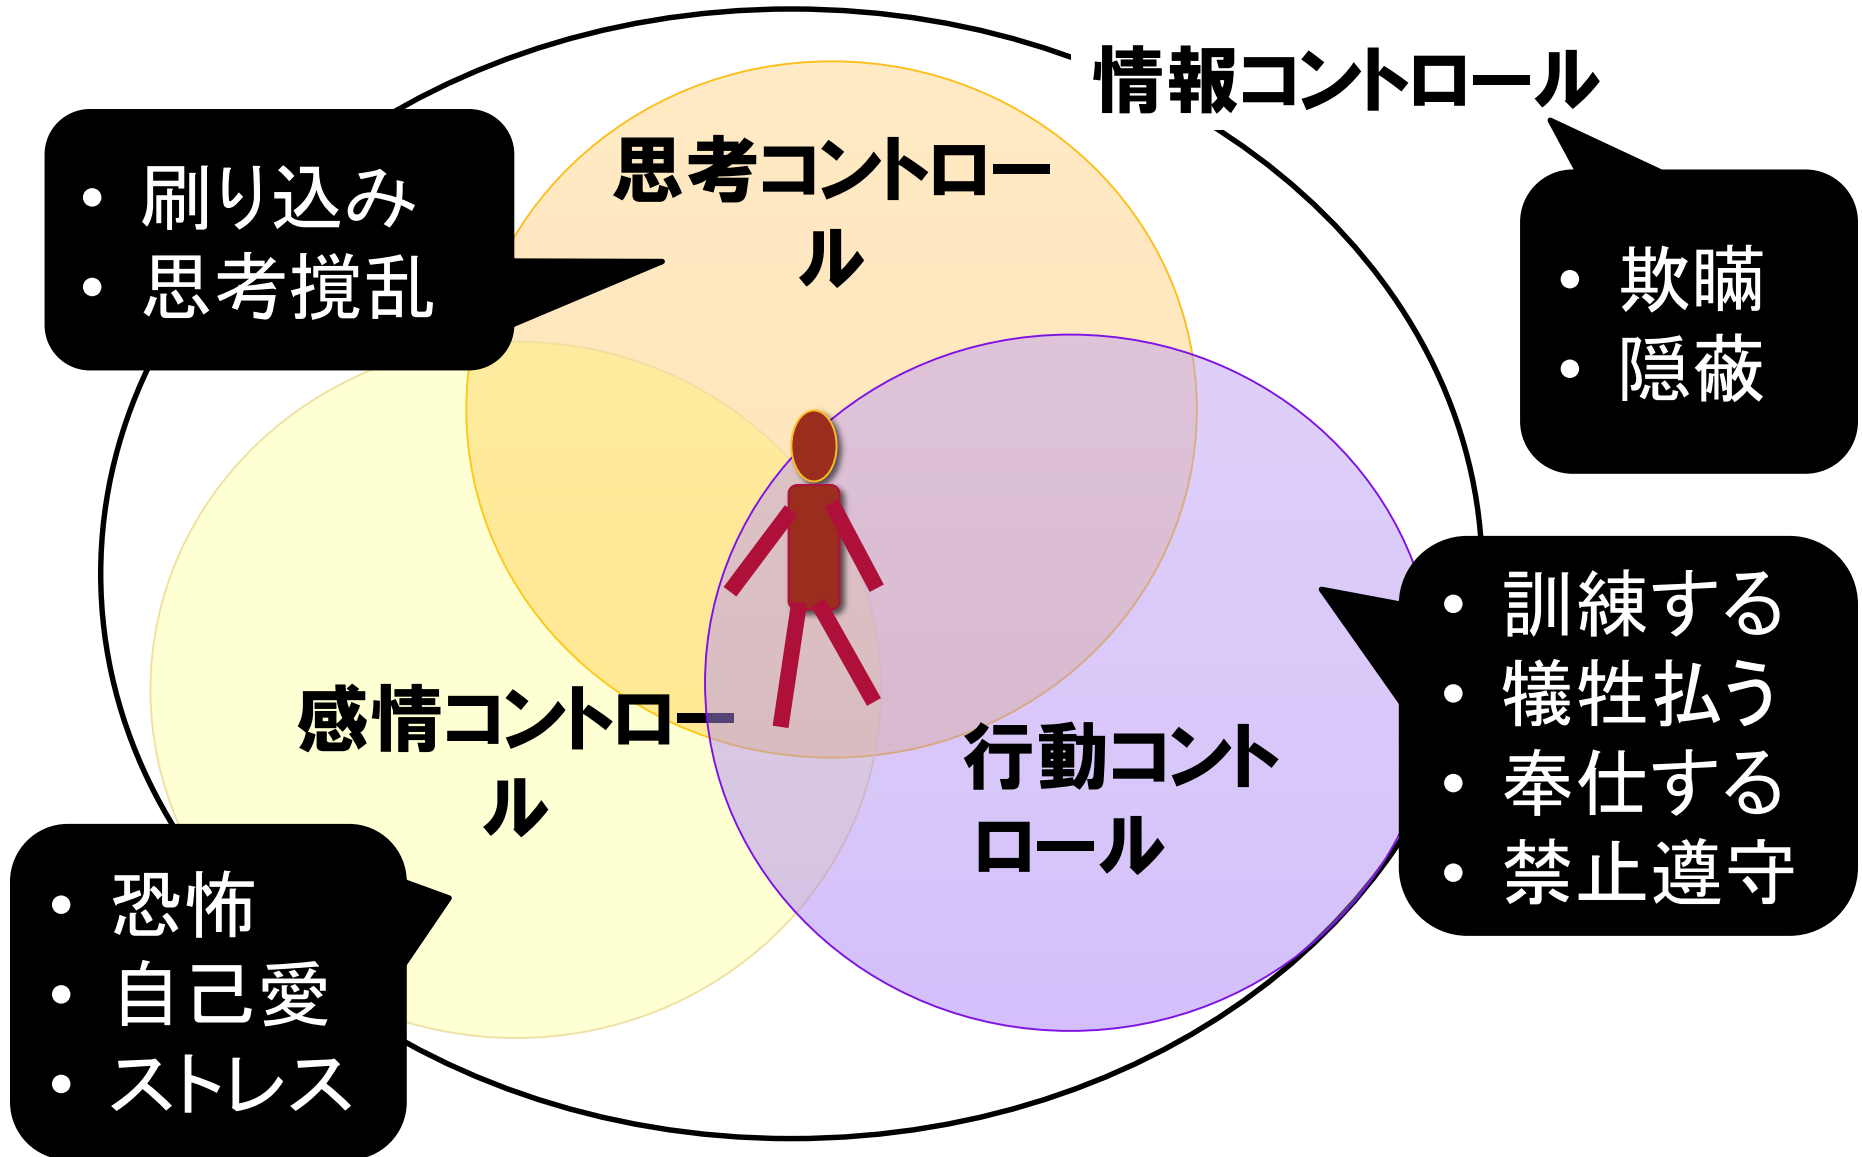 情報コントロール
思考コントロー
ル
• 刷り込み
• 思考撹乱
• 欺瞞
• 隠蔽
感情コントロー
ル
行動コント
ロール
• 訓練する
• 犠牲払う
• 奉仕する
• 禁止遵守
• 恐怖
• 自己愛
• ストレス